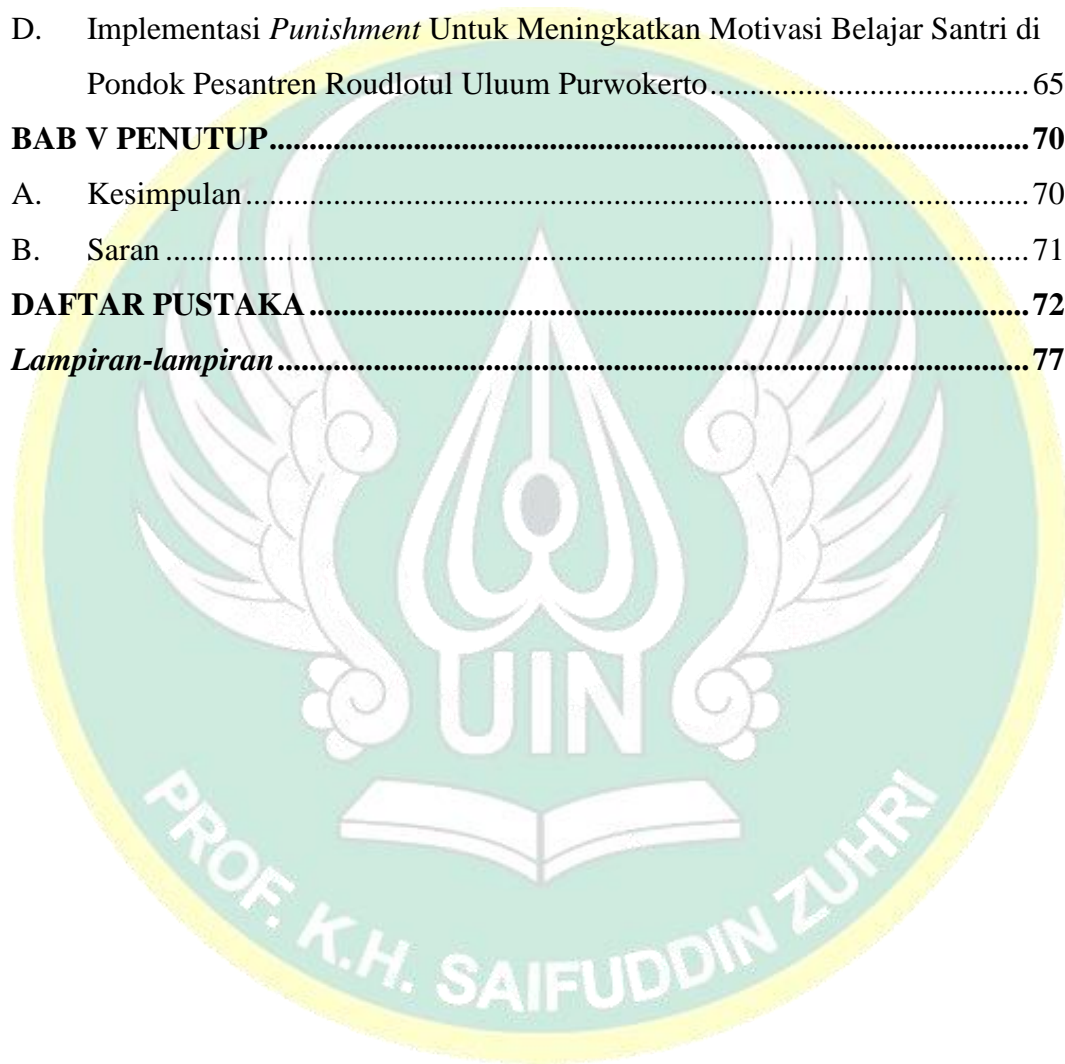 D. Implementasi Punishment Untuk Meningkatkan Motivasi Belajar Santri di
Pondok Pesantren Roudlotul Uluum Purwokerto.................................... 65
BAB V PENUTUP............................................................................................ 70
A. Kesimpulan................................................................................................ 70
B. Saran .......................................................................................................... 71
DAFTAR PUSTAKA ....................................................................................... 72
Lampiran-lampiran ........................................................................................... 77
UIN
PROF. K.H. SAIFUDDIN ZUHRI